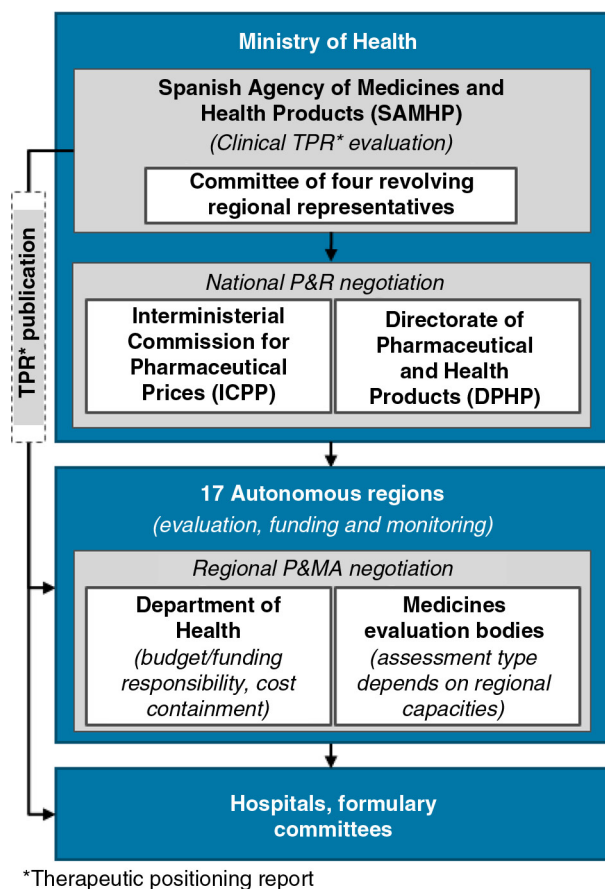 Ministry of Health
Spanish Agency of Medicines and
Health Products (SAMHP)
(Clinical TPR* evaluation)
Committee of four revolving
regional representatives
TPR* publication
National P&R negotiation
Interministerial
Commission for
Pharmaceutical
Prices (ICPP)
Directorate of
Pharmaceutical
and Health
Products (DPHP)
17 Autonomous regions
(evaluation, funding and monitoring)
Regional P&MA negotiation
Department of
Health
(budget/funding
responsibility, cost
containment)
Medicines
evaluation bodies
(assessment type
depends on regional
capacities)
Hospitals, formulary
committees
*Therapeutic positioning report